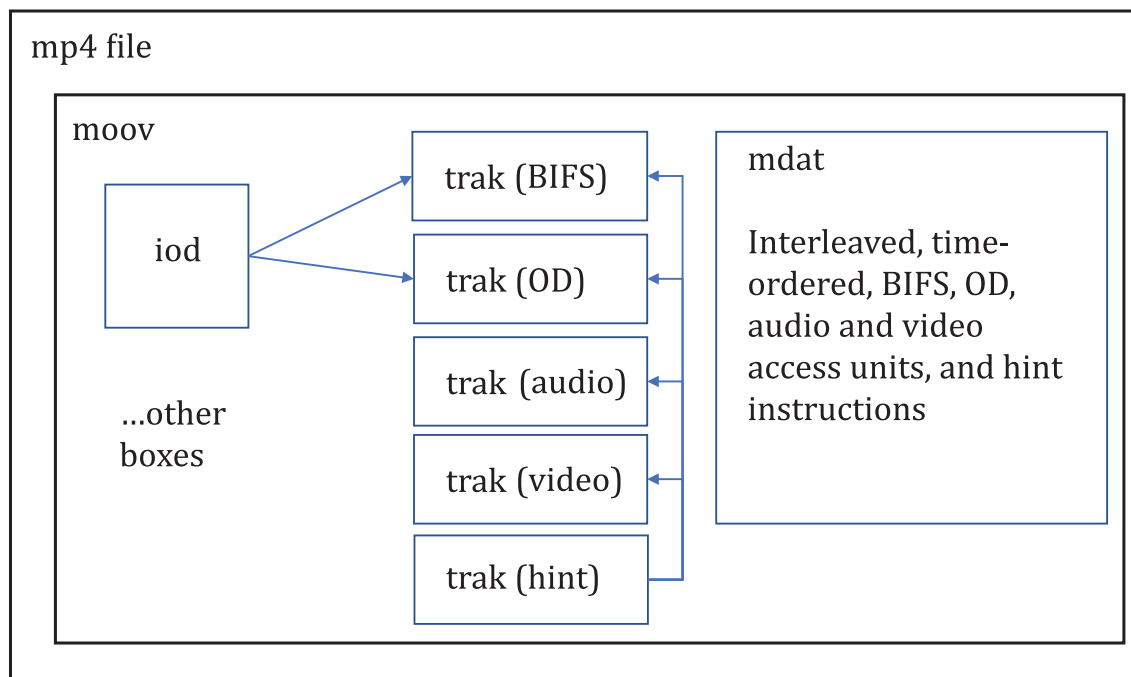 mp4 file
moov
iod
…other
boxes
trak (BIFS)
trak (OD)
trak (audio)
trak (video)
trak (hint)
mdat
Interleaved, time-
ordered, BIFS, OD,
audio and video
access units, and hint
instructions